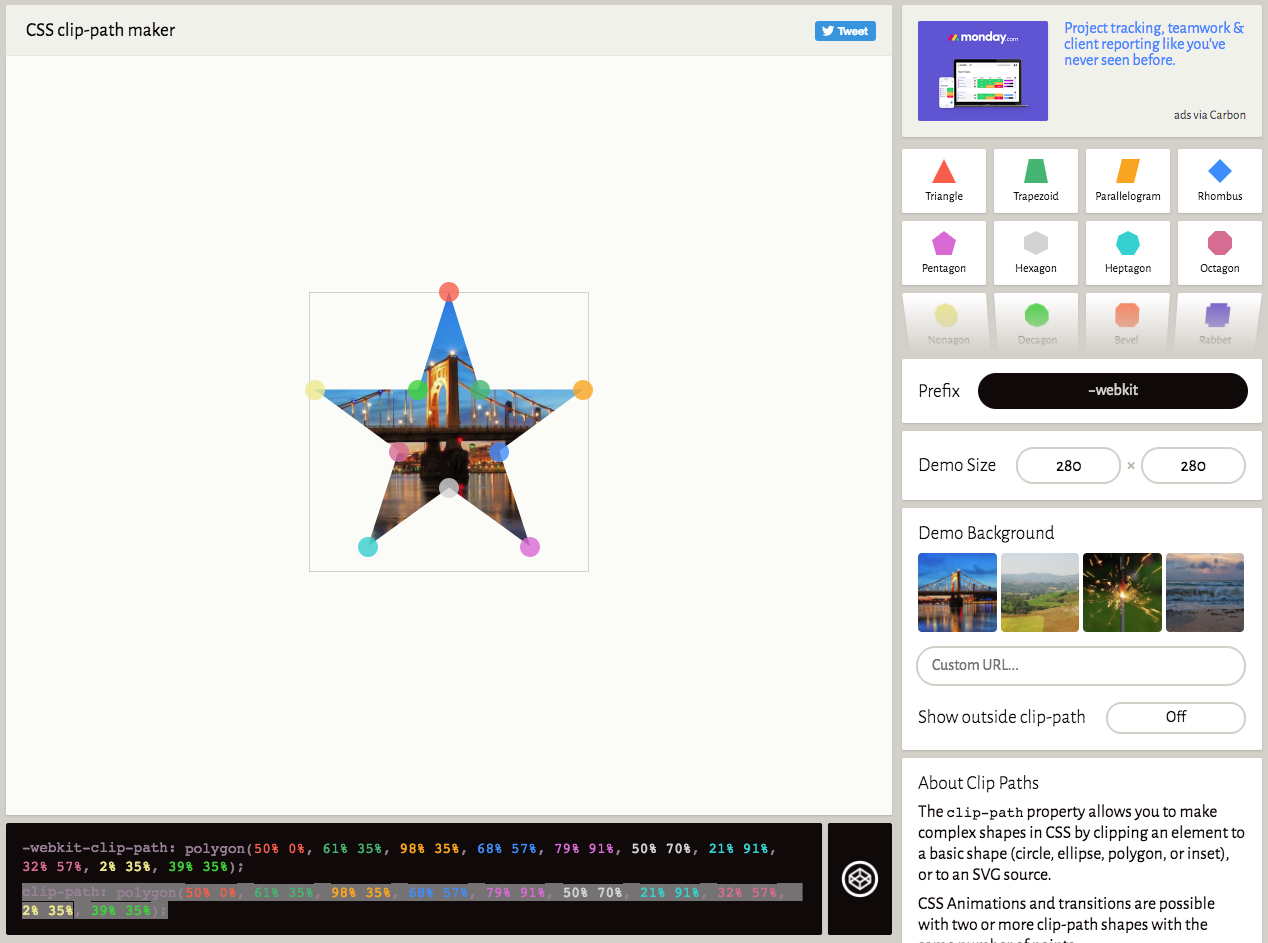 CSS clip-path maker
Tweet
monday.com
Project tracking, teamwork &
client reporting like you've
never seen before.
ads via Carbon
Triangle
Trapezoid
Parallelogram
Rhombus
Pentagon
Hexagon
Heptagon
Octagon
Nonagon
Decagon
Bevel
Rabbet
Prefix
-webkit
Demo Size
280
×
280
Demo Background
Custom URL...
Show outside clip-path
Off
About Clip Paths
The clip-path property allows you to make
complex shapes in CSS by clipping an element to
a basic shape (circle, ellipse, polygon, or inset),
or to an SVG source.
CSS Animations and transitions are possible
with two or more clip-path shapes with the
same number of points.
-webkit-clip-path: polygon(50% 0%, 61% 35%, 98% 35%, 68% 57%, 79% 91%, 50% 70%, 21% 91%,
32% 57%, 2% 35%, 39% 35%);
clip-path: polygon(50% 0%, 61% 35%, 98% 35%, 68% 57%, 79% 91%, 50% 70%, 21% 91%, 32% 57%,
2% 35%, 39% 35%);